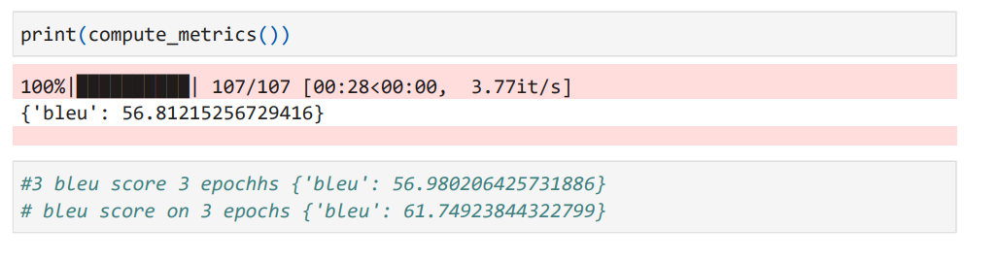 print(compute_metrics())
100%|██████████| 107/107 [00:28<00:00,  3.77it/s]
{'bleu': 56.81215256729416}
#3 bleu score 3 epochhs {'bleu': 56.980206425731886}
# bleu score on 3 epochs {'bleu': 61.74923844322799}